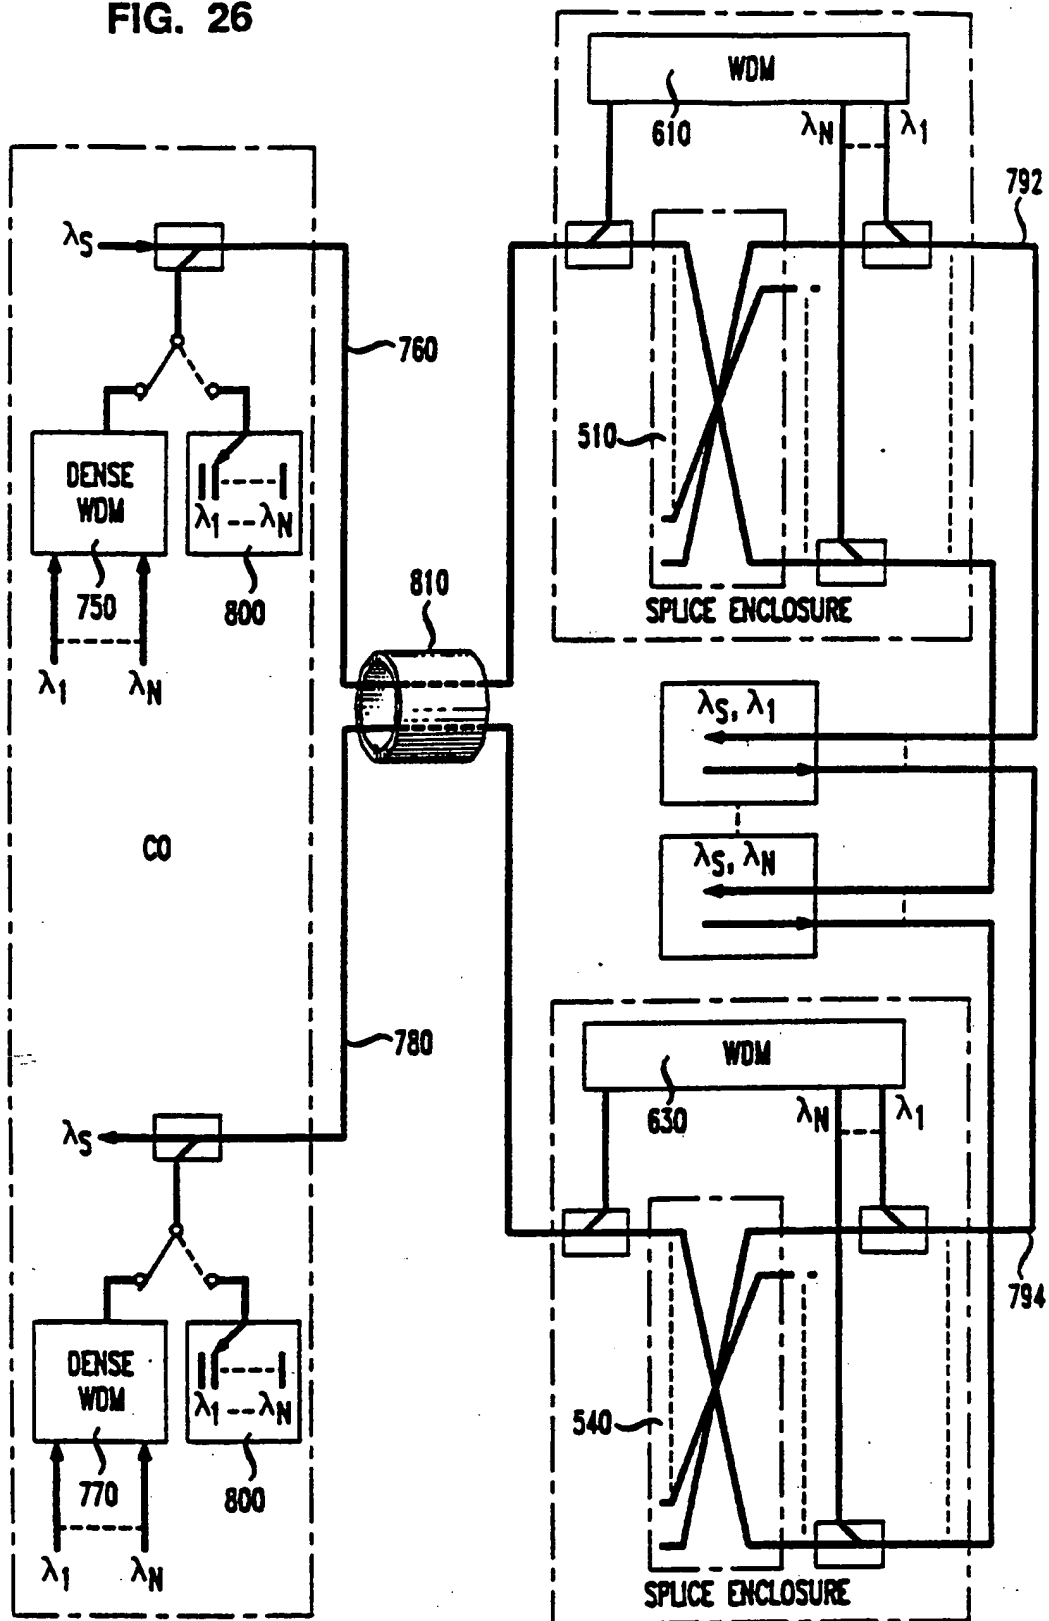 FIG. 26
WDM
610
λN
λ1
792
λS
760
510
DENSE
WDM
λ1 -- λN
750
800
λ1
λN
810
SPLICE ENCLOSURE
λS, λ1
CO
λS, λN
780
WDM
630
λN
λ1
λS
794
DENSE
WDM
λ1 -- λN
540
770
800
λ1
λN
SPLICE ENCLOSURE